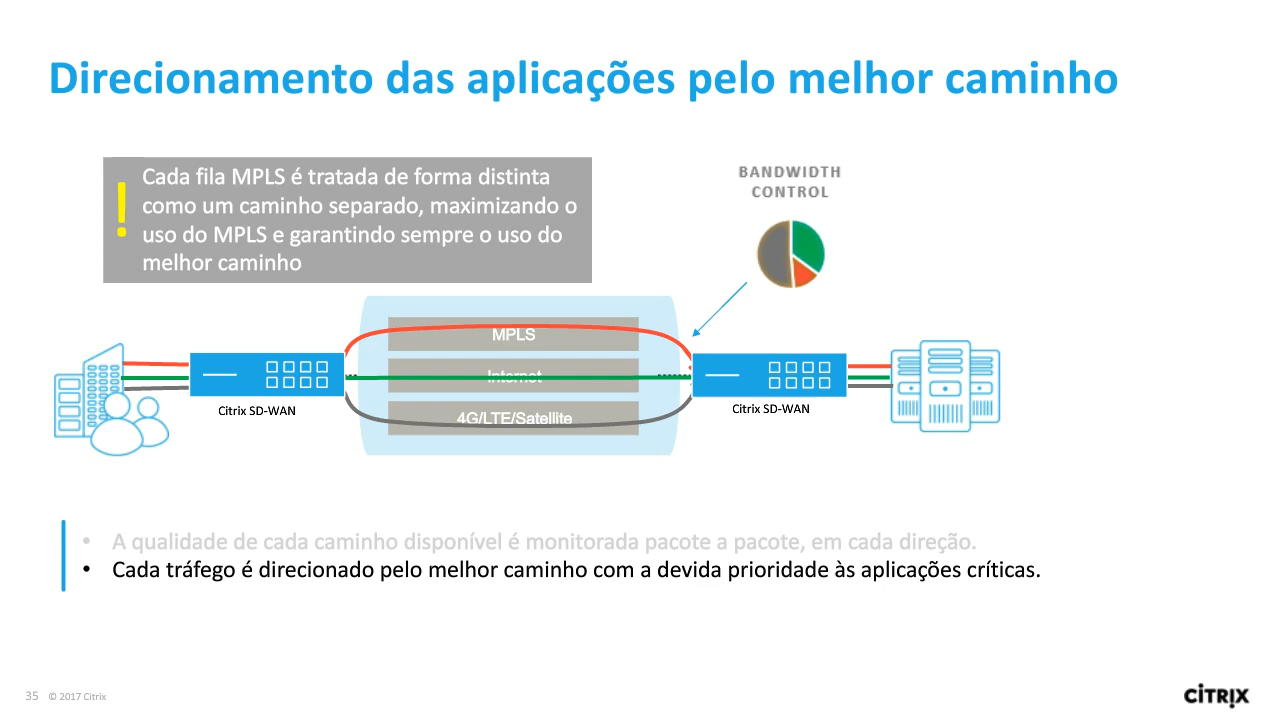 Direcionamento das aplicações pelo melhor caminho
!
Cada fila MPLS é tratada de forma distinta
como um caminho separado, maximizando o
uso do MPLS e garantindo sempre o uso do
melhor caminho
BANDWIDTH
CONTROL
MPLS
Internet
4G/LTE/Satellite
Citrix SD-WAN
Citrix SD-WAN
• A qualidade de cada caminho disponível é monitorada pacote a pacote, em cada direção.
• Cada tráfego é direcionado pelo melhor caminho com a devida prioridade às aplicações críticas.
35 © 2017 Citrix
CITRIX